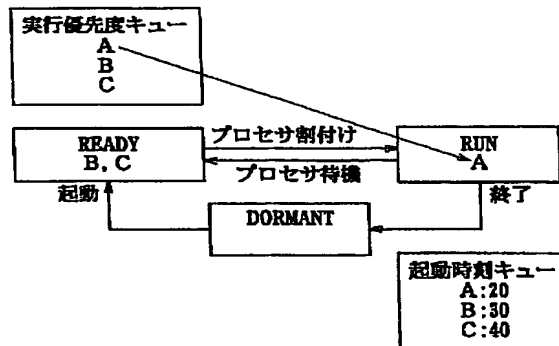 実行優先度キュー
A
B
C
READY
B, C
プロセサ割付け
プロセサ待機
RUN
A
起動
終了
DORMANT
起動時刻キュー
A:20
B:30
C:40